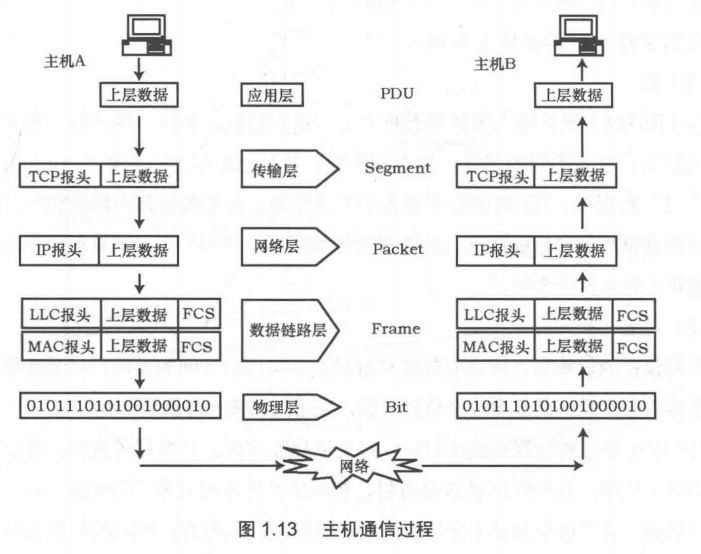 主机A
主机B
上层数据 应用层 PDU 上层数据
TCP报头 上层数据 传输层 Segment TCP报头 上层数据
IP报头 上层数据 网络层 Packet IP报头 上层数据
LLC报头 上层数据 FCS 数据链路层 Frame LLC报头 上层数据 FCS
MAC报头 上层数据 FCS MAC报头 上层数据 FCS
0101110101001000010 物理层 Bit 0101110101001000010
网络
图 1.13 主机通信过程